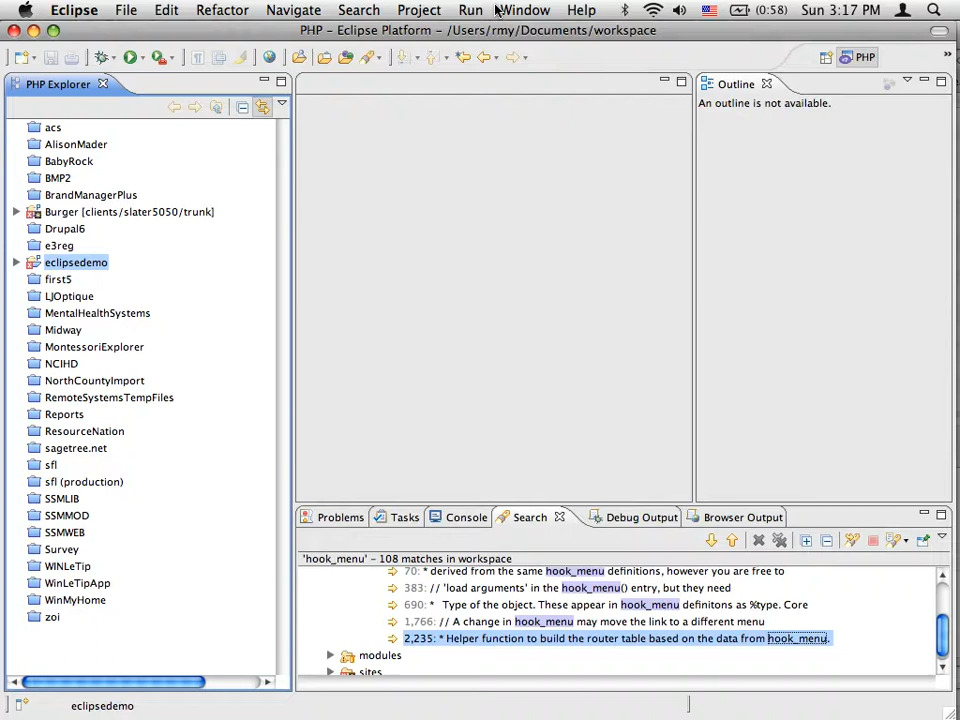 Eclipse File Edit Refactor Navigate Search Project Run Window Help (0:58) Sun 3:17 PM
PHP – Eclipse Platform – /Users/rmy/Documents/workspace
PHP »
PHP Explorer
Outline
An outline is not available.
acs
AlisonMader
BabyRock
BMP2
BrandManagerPlus
Burger [clients/slater5050/trunk]
Drupal6
e3reg
eclipsedemo
first5
LJOptique
MentalHealthSystems
Midway
MontessoriExplorer
NCIHD
NorthCountyImport
RemoteSystemsTempFiles
Reports
ResourceNation
sagetree.net
sfl
sfl (production)
SSMLIB
SSMMOD
SSMWEB
Survey
WINLeTip
WinLeTipApp
WinMyHome
zoi
Problems Tasks Console Search Debug Output Browser Output
'hook_menu' – 108 matches in workspace
70: * derived from the same hook_menu definitions, however you are free to
383: // 'load arguments' in the hook_menu() entry, but they need
690: * Type of the object. These appear in hook_menu definitons as %type. Core
1,766: // A change in hook_menu may move the link to a different menu
2,235: * Helper function to build the router table based on the data from hook_menu.
modules
sites
eclipsedemo